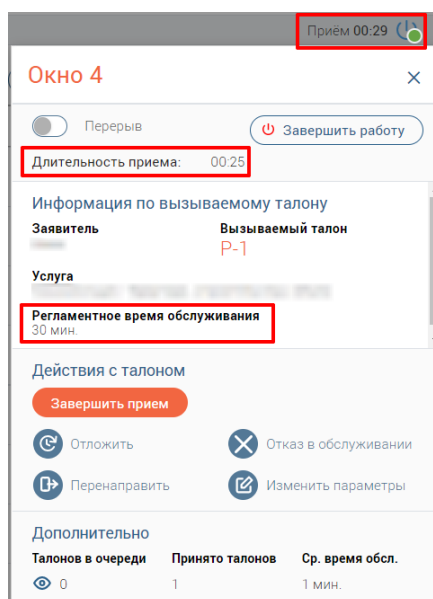 Приём 00:29
Окно 4
Перерыв
Завершить работу
Длительность приема: 00:25
Информация по вызываемому талону
Заявитель Вызываемый талон
Р-1
Услуга
Регламентное время обслуживания
30 мин.
Действия с талоном
Завершить прием
Отложить Отказ в обслуживании
Перенаправить Изменить параметры
Дополнительно
Талонов в очереди Принято талонов Ср. время обсл.
0 1 1 мин.